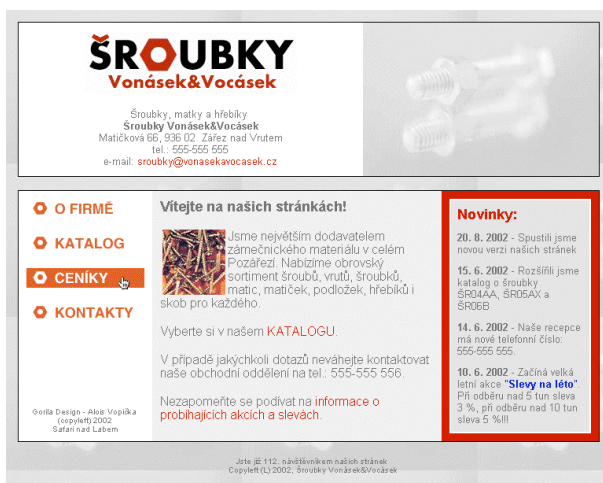 ŠROUBKY
Vonásek&Vocásek
Šroubky, matky a hřebíky
Šroubky Vonásek&Vocásek
Matičková 66, 936 02 Zářez nad Vrutem
tel.: 555-555 555
e-mail: sroubky@vonasekavocasek.cz
O FIRMĚ
KATALOG
CENÍKY
KONTAKTY
Gorila Design - Alois Vopička
(copyleft) 2002
Safari nad Labem
Vítejte na našich stránkách!
Jsme největším dodavatelem
zámečnického materiálu v celém
Pozářezí. Nabízíme obrovský
sortiment šroubů, vrutů, šroubků,
matic, matiček, podložek, hřebíků i
skob pro každého.
Vyberte si v našem KATALOGU.
V případě jakýchkoli dotazů neváhejte kontaktovat
naše obchodní oddělení na tel.: 555-555 556.
Nezapomeňte se podívat na informace o
probíhajících akcích a slevách.
Novinky:
20. 8. 2002 - Spustili jsme
novou verzi našich stránek
15. 6. 2002 - Rozšířili jsme
katalog o šroubky
ŠR04AA, ŠR05AX a
ŠR06B
14. 6. 2002 - Naše recepce
má nové telefonní číslo:
555-555 555.
10. 6. 2002 - Začíná velká
letní akce "Slevy na léto".
Při odběru nad 5 tun sleva
3 %, při odběru nad 10 tun
sleva 5 %!!!
Jste již 112. návštěvníkem našich stránek
Copyleft (L) 2002, Šroubky Vonásek&Vocásek